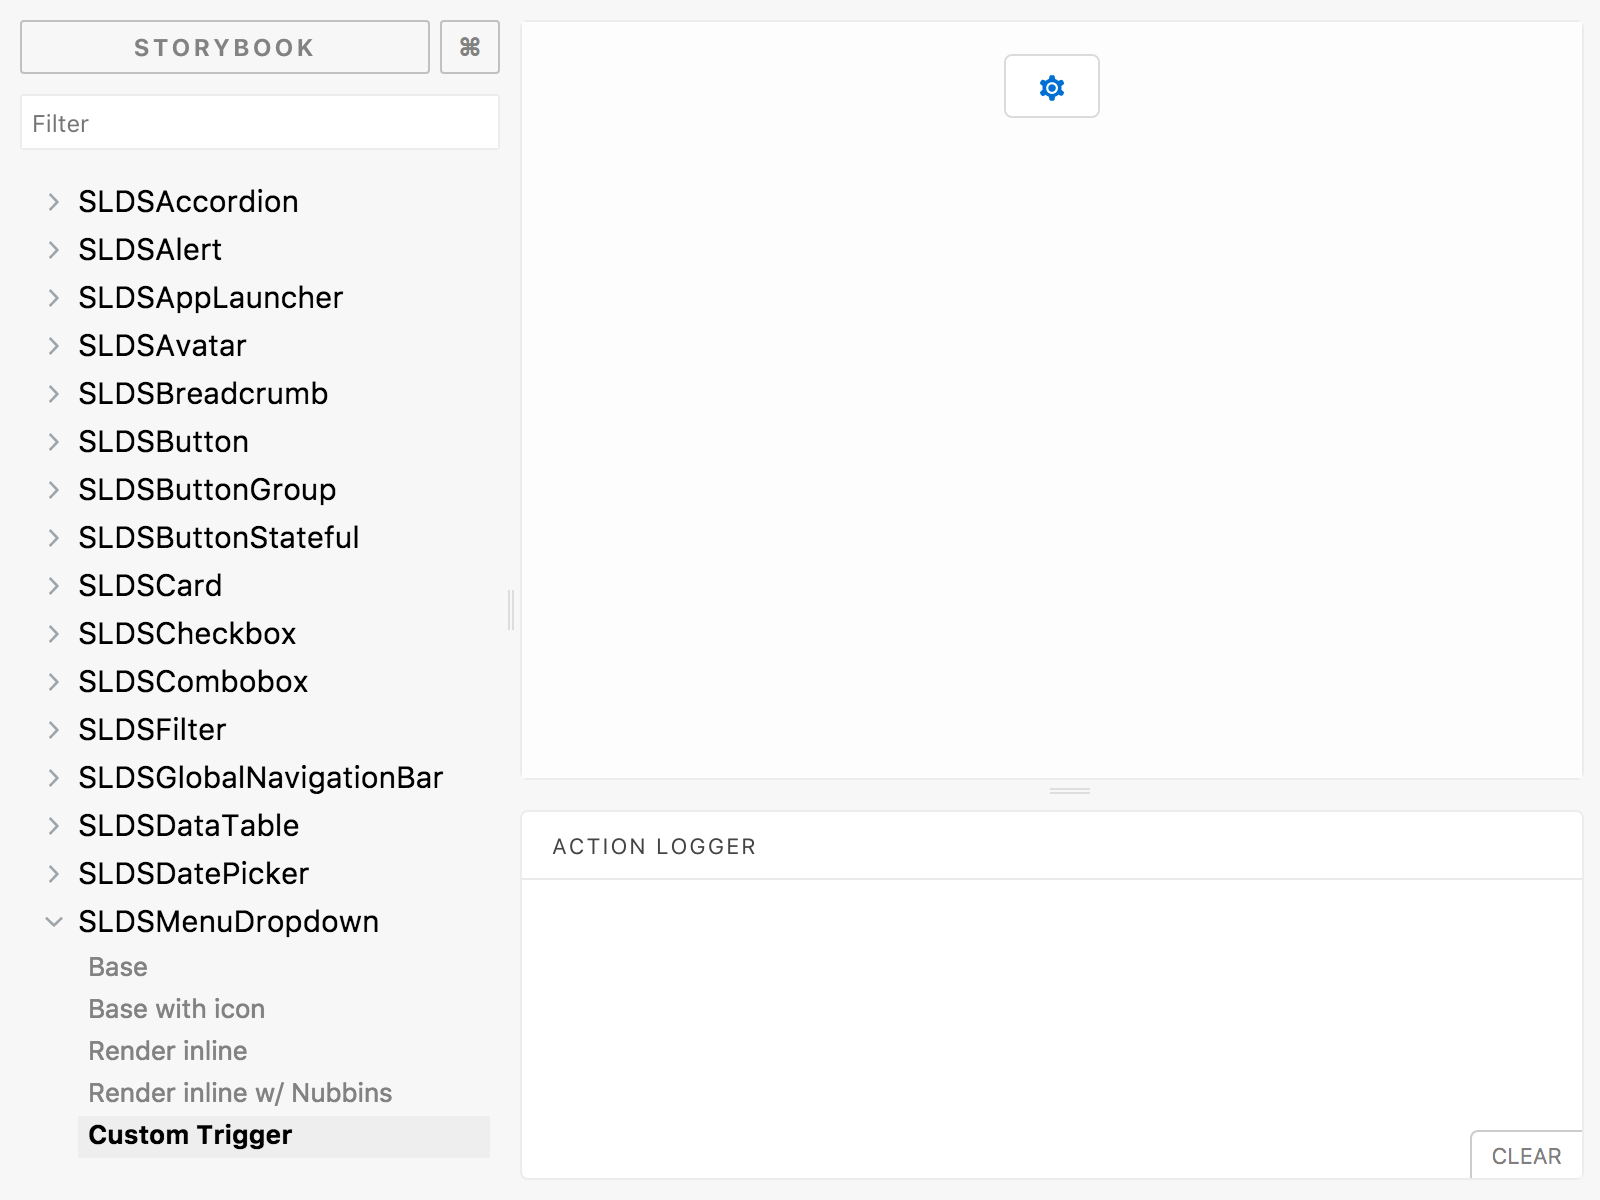 STORYBOOK
⌘
Filter
SLDSAccordion
SLDSAlert
SLDSAppLauncher
SLDSAvatar
SLDSBreadcrumb
SLDSButton
SLDSButtonGroup
SLDSButtonStateful
SLDSCard
SLDSCheckbox
SLDSCombobox
SLDSFilter
SLDSGlobalNavigationBar
SLDSDataTable
SLDSDatePicker
SLDSMenuDropdown
Base
Base with icon
Render inline
Render inline w/ Nubbins
Custom Trigger
ACTION LOGGER
CLEAR